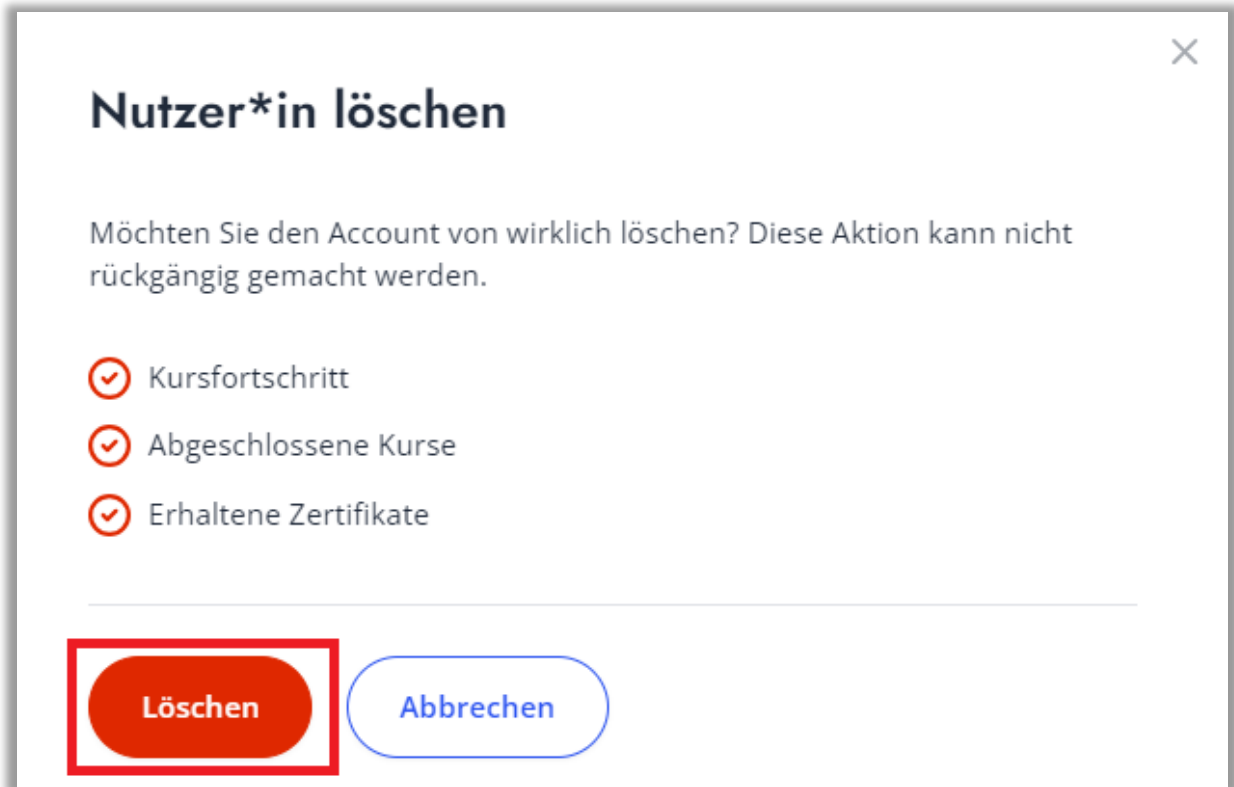 Nutzer*in löschen
Möchten Sie den Account von wirklich löschen? Diese Aktion kann nicht
rückgängig gemacht werden.
Kursfortschritt
Abgeschlossene Kurse
Erhaltene Zertifikate
Löschen
Abbrechen